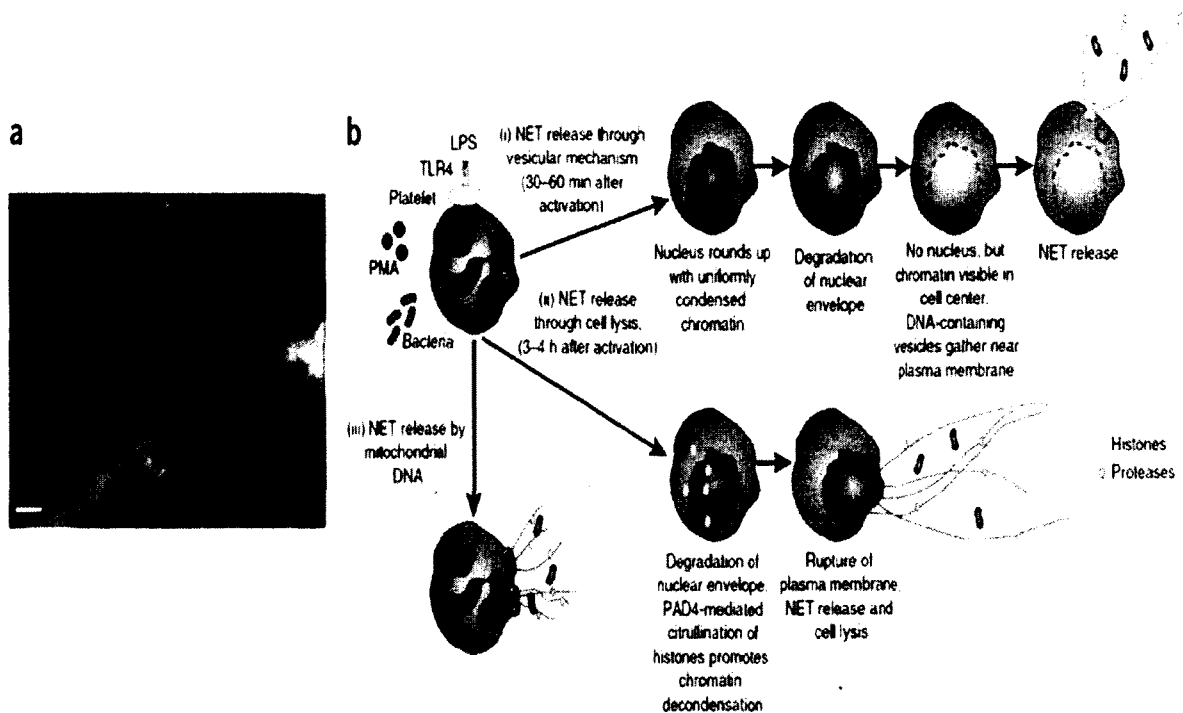 a
b
LPS
TLR4
Platelet
PMA
Bacteria
(i) NET release through
vesicular mechanism
(30–60 min after
activation)
Nucleus rounds up
with uniformly
condensed
chromatin
Degradation
of nuclear
envelope
No nucleus, but
chromatin visible in
cell center.
DNA-containing
vesicles gather near
plasma membrane
NET release
(ii) NET release
through cell lysis,
(3–4 h after activation)
(iii) NET release by
mitochondrial
DNA
Degradation of
nuclear envelope.
PAD4-mediated
citrullination of
histones promotes
chromatin
decondensation
Rupture of
plasma membrane.
NET release and
cell lysis
Histones
Proteases